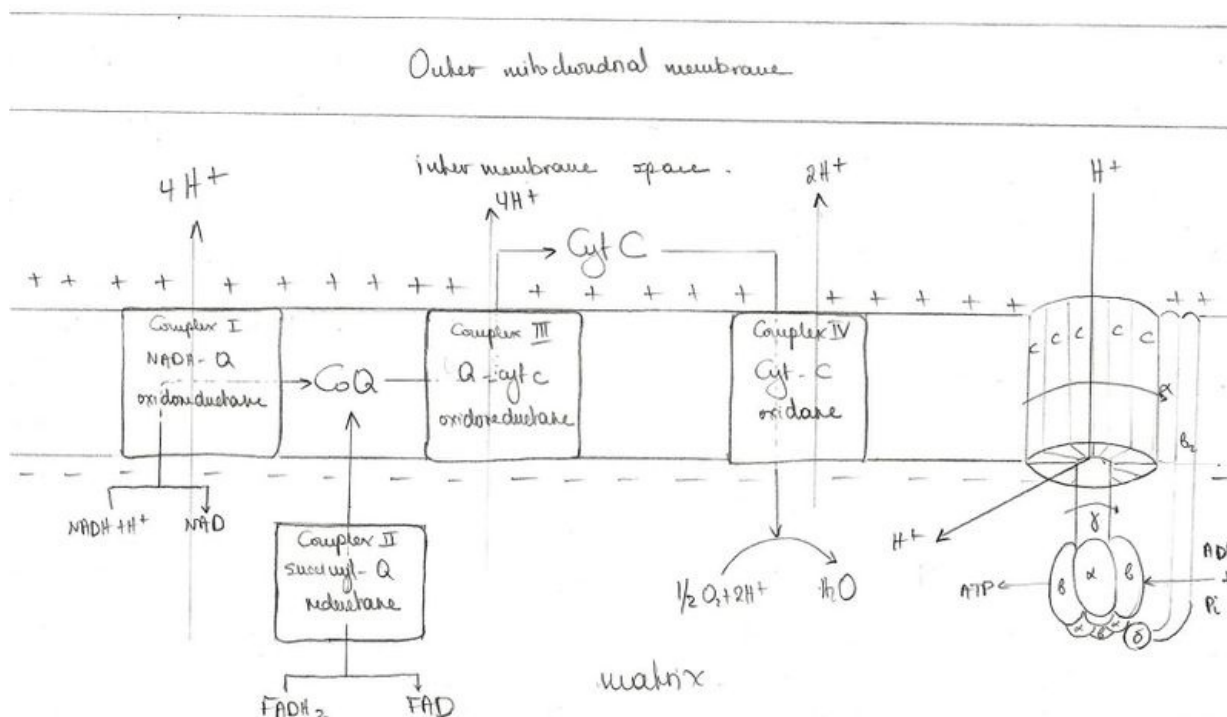 Outer mitochondrial membrane
inter membrane space.
4H+
4H+
2H+
H+
Cyt C
+ + + + + + + + + + + + + + + + + + + + + + +
Complex I
NADH-Q
oxidoreductase
CoQ
Complex III
Q-cyt c
oxidoreductase
Complex IV
Cyt-C
oxidase
C C C C C
a
b2
- - - - - - - - - - - - - - - - - - - - - - - -
NADH+H+
NAD
Complex II
succinyl-Q
reductase
FADH2
FAD
1/2 O2+2H+
H2O
H+
γ
β α β
ATP
AD
Pi
α β α
δ
matrix